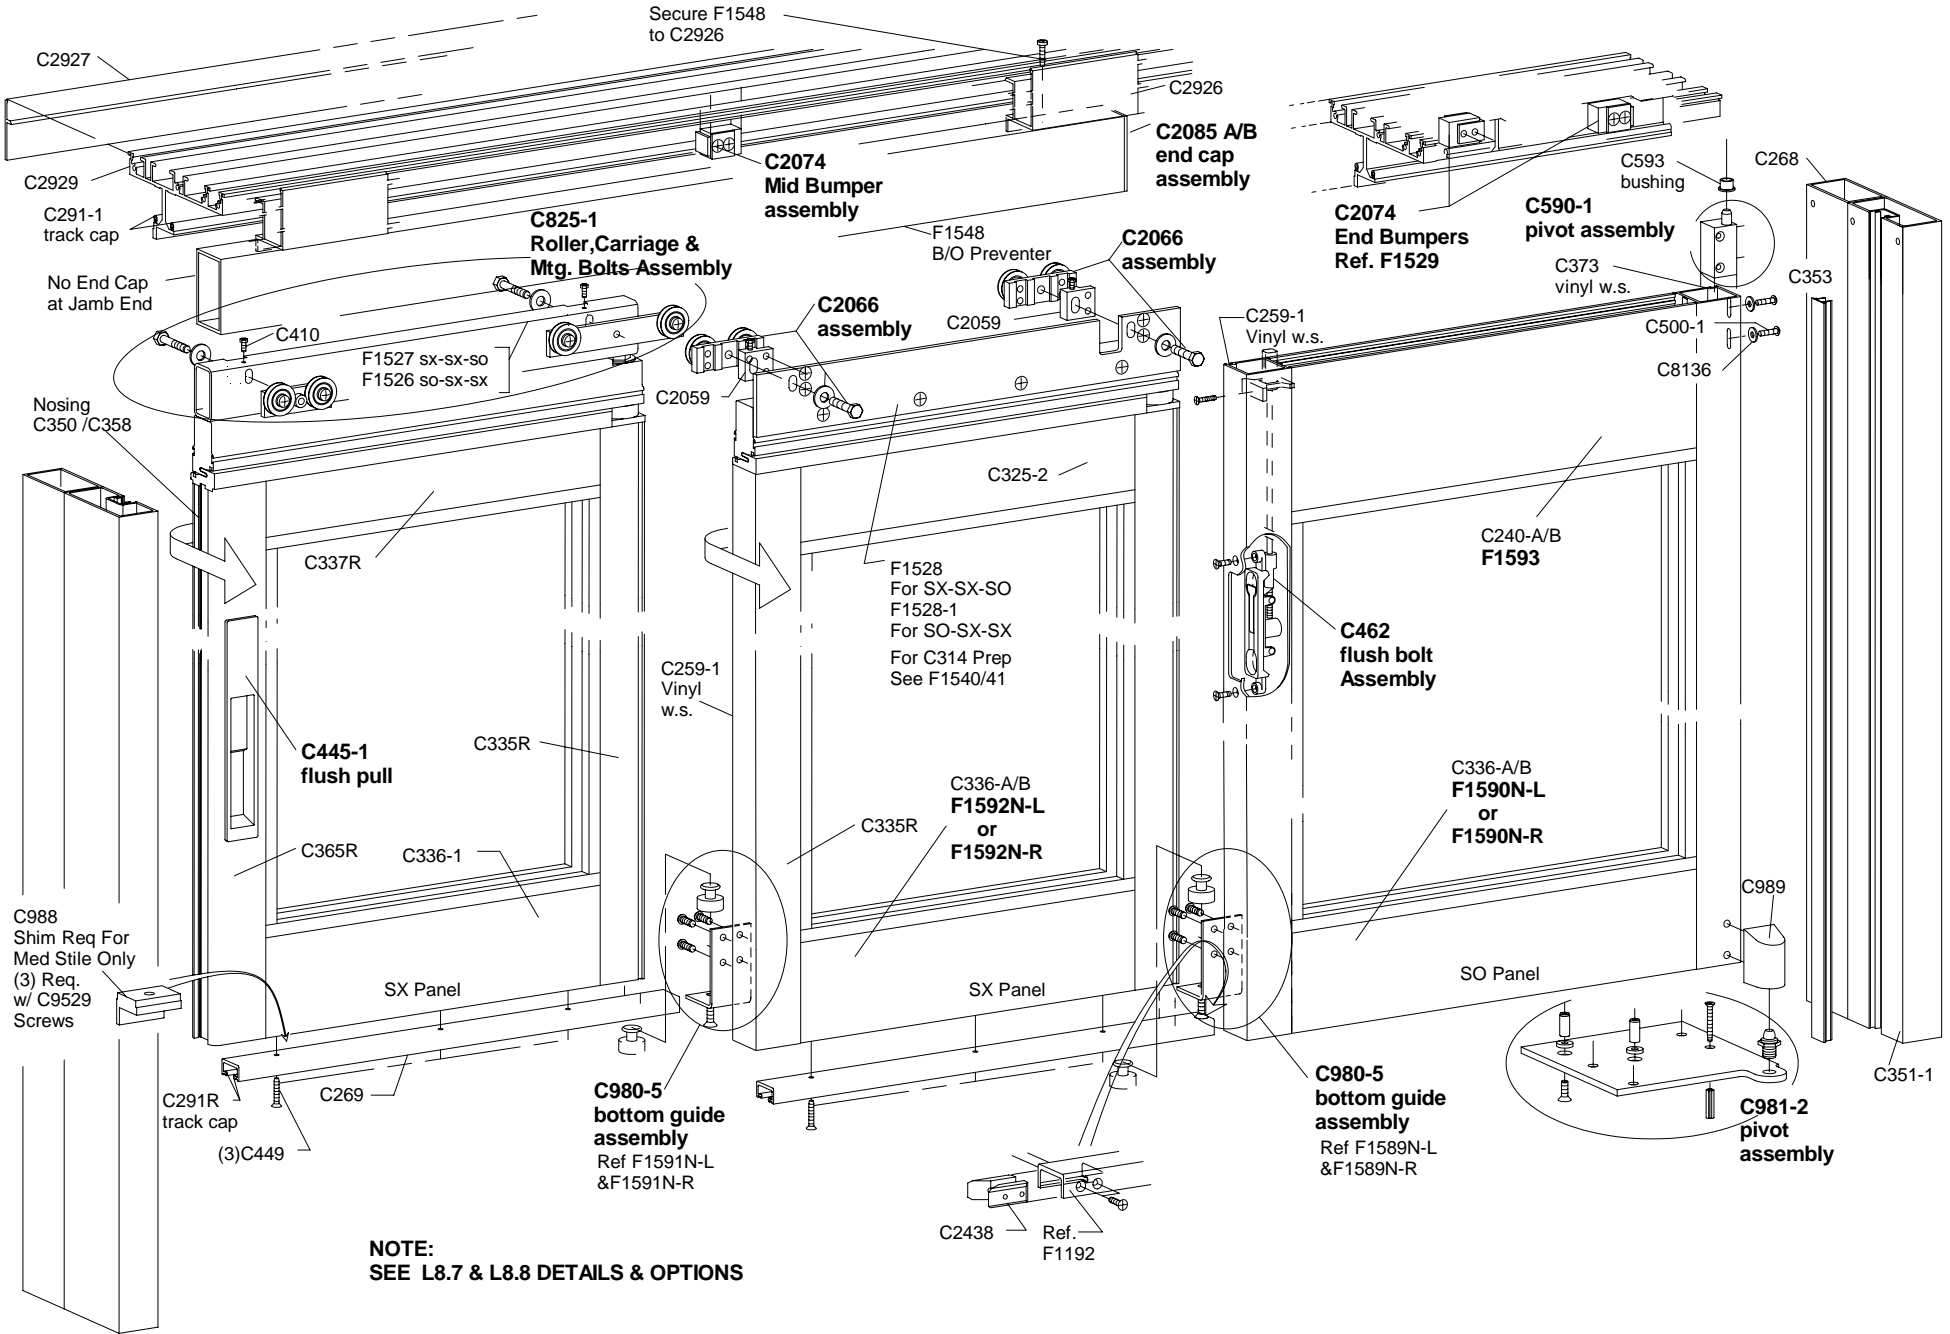 Secure F1548
to C2926
C2927
C2926
C2929
C291-1
track cap
C2074
Mid Bumper
assembly
C2085 A/B
end cap
assembly
C593
bushing
C268
C2074
End Bumpers
Ref. F1529
C590-1
pivot assembly
C825-1
Roller,Carriage &
Mtg. Bolts Assembly
F1548
B/O Preventer
C2066
assembly
C373
vinyl w.s.
C353
No End Cap
at Jamb End
C410
C2066
assembly
C2059
C259-1
Vinyl w.s.
C500-1
F1527 sx-sx-so
F1526 so-sx-sx
C8136
C2059
Nosing
C350 /C358
C325-2
C337R
C240-A/B
F1593
F1528
For SX-SX-SO
F1528-1
For SO-SX-SX
For C314 Prep
See F1540/41
C462
flush bolt
Assembly
C259-1
Vinyl
w.s.
C445-1
flush pull
C335R
C336-A/B
F1592N-L
or
F1592N-R
C336-A/B
F1590N-L
or
F1590N-R
C335R
C365R
C336-1
C989
C988
Shim Req For
Med Stile Only
(3) Req.
w/ C9529
Screws
SX Panel
SX Panel
SO Panel
C291R
track cap
C269
(3)C449
C980-5
bottom guide
assembly
Ref F1591N-L
&F1591N-R
C980-5
bottom guide
assembly
Ref F1589N-L
&F1589N-R
C351-1
C981-2
pivot
assembly
C2438
Ref.
F1192
NOTE:
SEE L8.7 & L8.8 DETAILS & OPTIONS